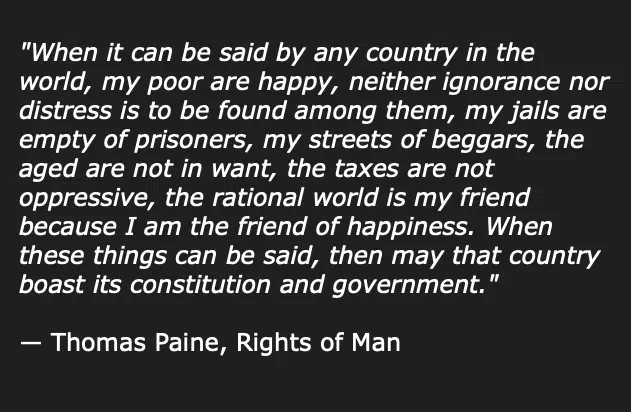 "When it can be said by any country in the
world, my poor are happy, neither ignorance nor
distress is to be found among them, my jails are
empty of prisoners, my streets of beggars, the
aged are not in want, the taxes are not
oppressive, the rational world is my friend
because I am the friend of happiness. When
these things can be said, then may that country
boast its constitution and government."
— Thomas Paine, Rights of Man